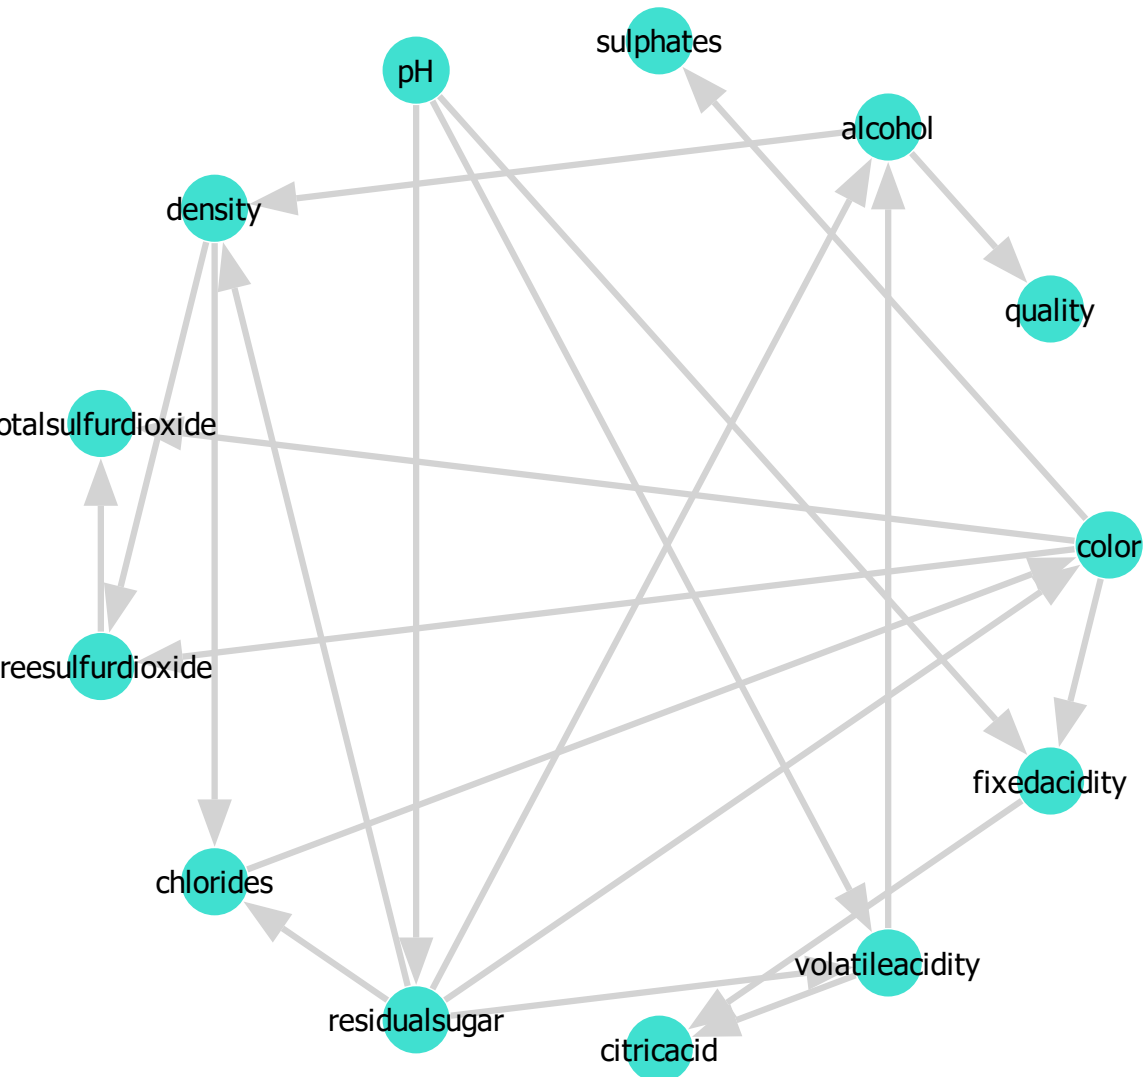 sulphates
pH
alcohol
density
quality
otalsulfurdioxide
color
reesulfurdioxide
fixedacidity
chlorides
volatileacidity
residualsugar
citricacid